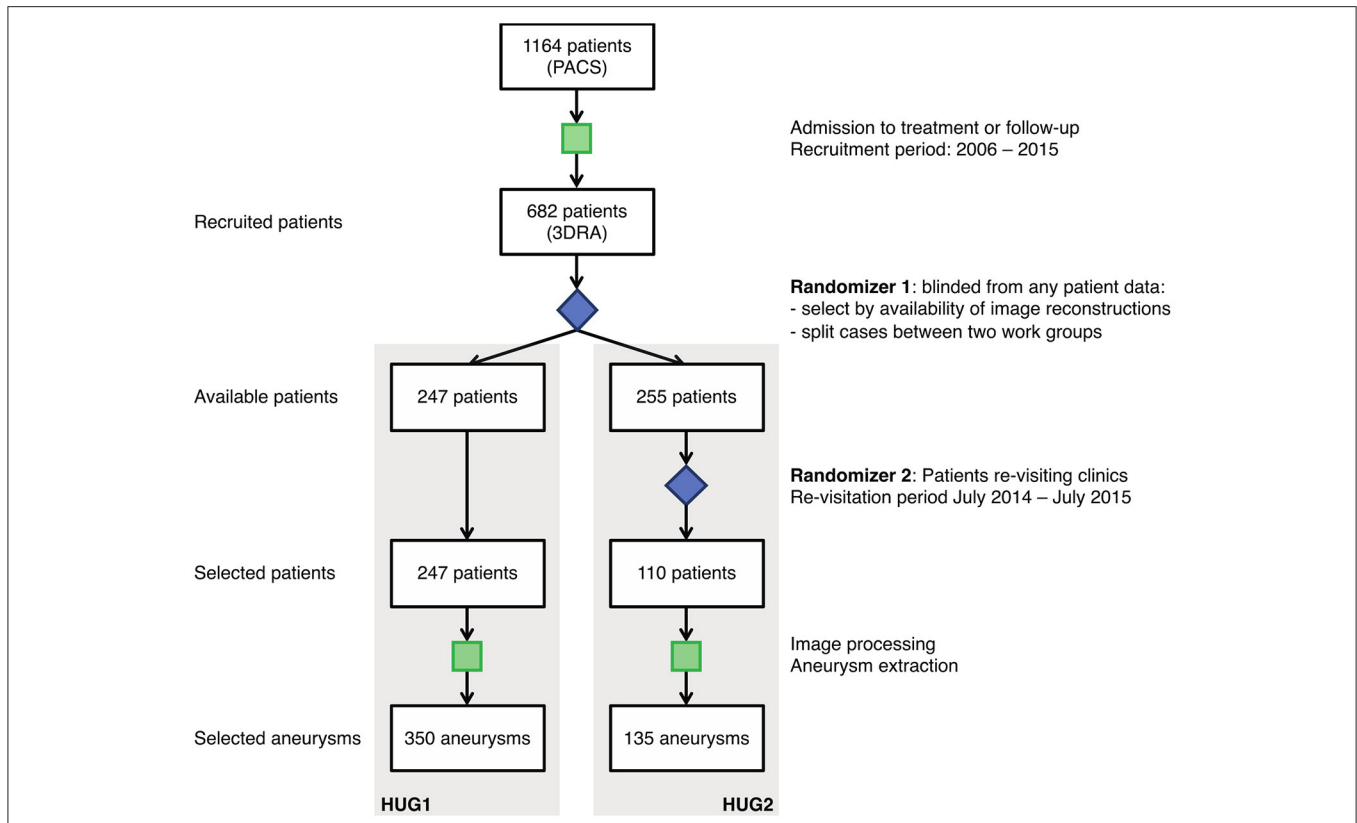 1164 patients
(PACS)
Admission to treatment or follow-up
Recruitment period: 2006 – 2015
Recruited patients
682 patients
(3DRA)
Randomizer 1: blinded from any patient data:
- select by availability of image reconstructions
- split cases between two work groups
Available patients
247 patients
255 patients
Randomizer 2: Patients re-visiting clinics
Re-visitation period July 2014 – July 2015
Selected patients
247 patients
110 patients
Image processing
Aneurysm extraction
Selected aneurysms
350 aneurysms
135 aneurysms
HUG1
HUG2